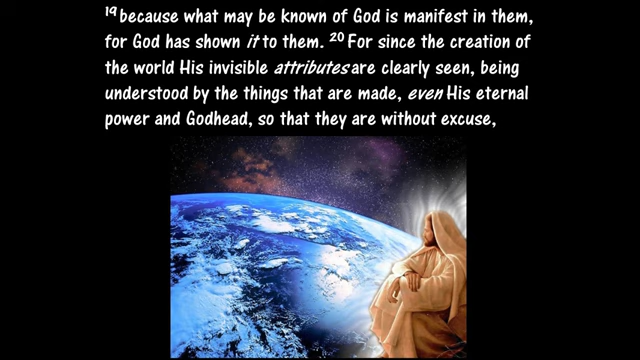 19 because what may be known of God is manifest in them,
for God has shown it to them. 20 For since the creation of
the world His invisible attributes are clearly seen, being
understood by the things that are made, even His eternal
power and Godhead, so that they are without excuse,